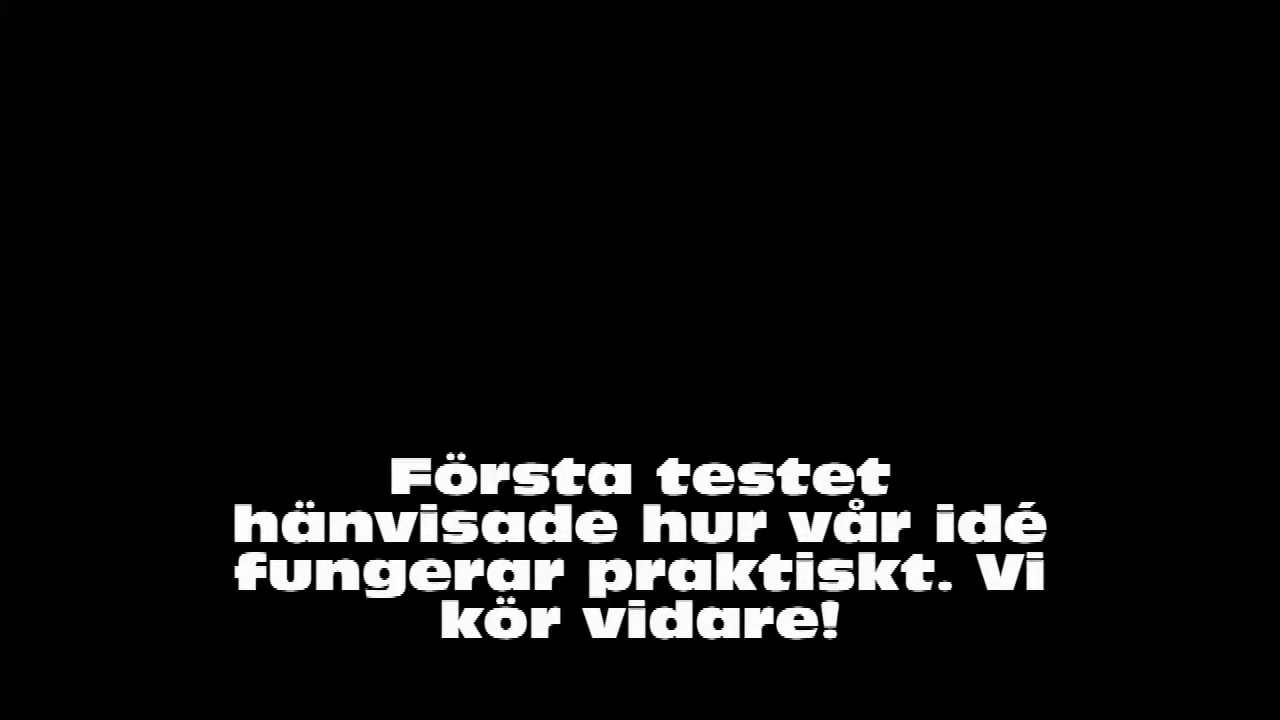 Första testet
hänvisade hur vår idé
fungerar praktiskt. Vi
kör vidare!